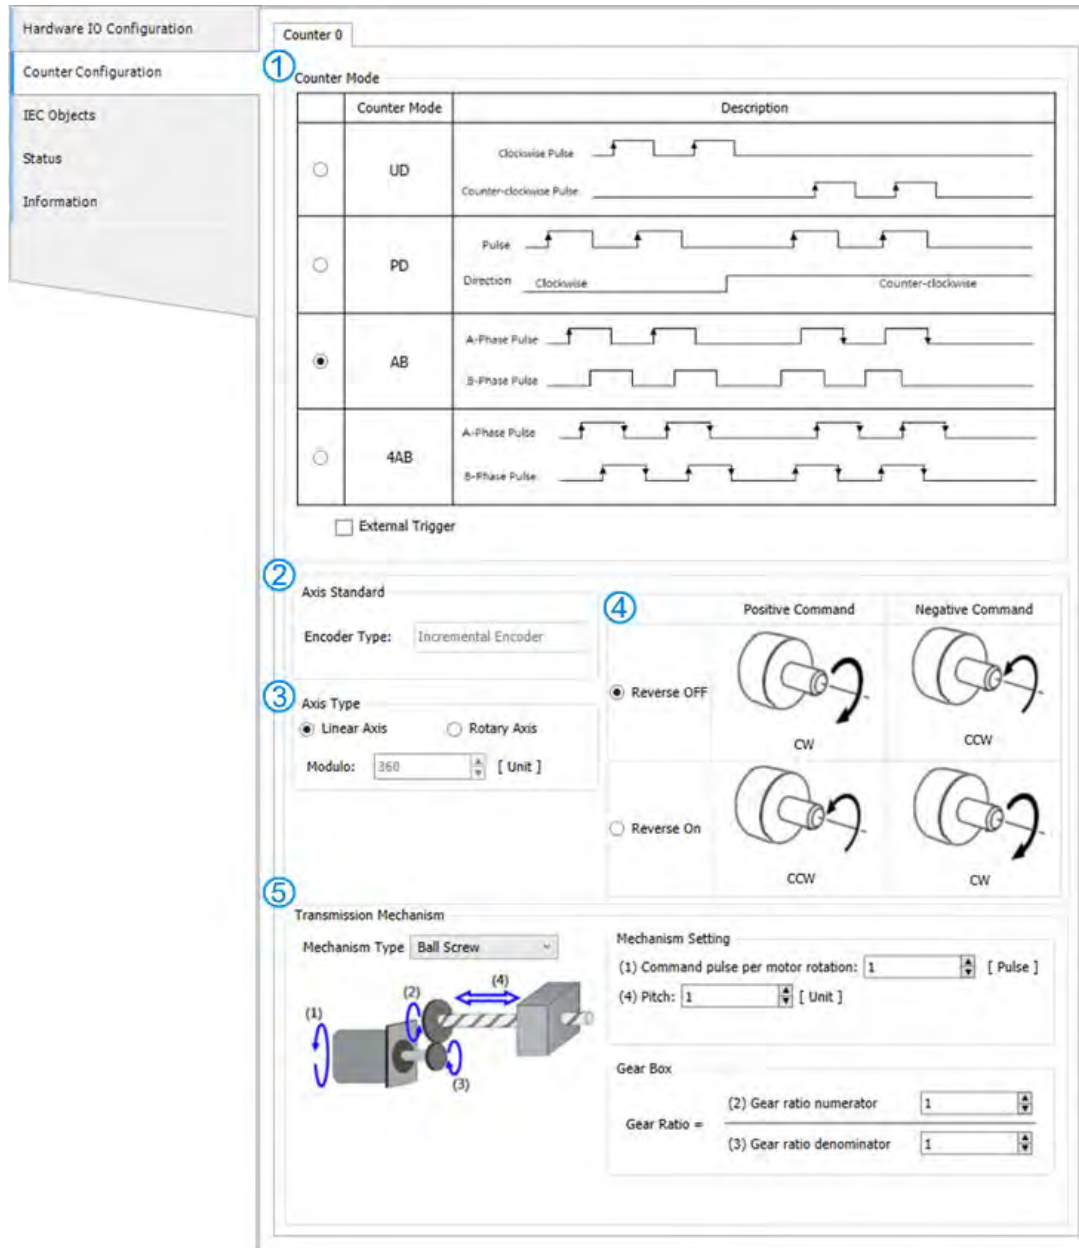 Hardware IO Configuration
Counter Configuration
IEC Objects
Status
Information
Counter 0
1
Counter Mode
Counter Mode Description
UD
Clockwise Pulse
Counter-clockwise Pulse
PD
Pulse
Direction Clockwise Counter-clockwise
AB
A-Phase Pulse
B-Phase Pulse
4AB
A-Phase Pulse
B-Phase Pulse
External Trigger
2
Axis Standard
Encoder Type: Incremental Encoder
3
Axis Type
Linear Axis Rotary Axis
Modulo: 360 [ Unit ]
4
Positive Command Negative Command
Reverse OFF
CW CCW
Reverse On
CCW CW
5
Transmission Mechanism
Mechanism Type Ball Screw
(1) (2) (4)
(3)
Mechanism Setting
(1) Command pulse per motor rotation: 1 [ Pulse ]
(4) Pitch: 1 [ Unit ]
Gear Box
Gear Ratio =
(2) Gear ratio numerator 1
(3) Gear ratio denominator 1